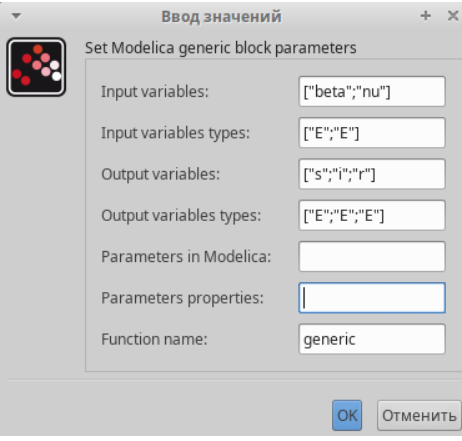 Ввод значений
Set Modelica generic block parameters
Input variables: ["beta";"nu"]
Input variables types: ["E";"E"]
Output variables: ["s";"i";"r"]
Output variables types: ["E";"E";"E"]
Parameters in Modelica:
Parameters properties:
Function name: generic
OK Отменить